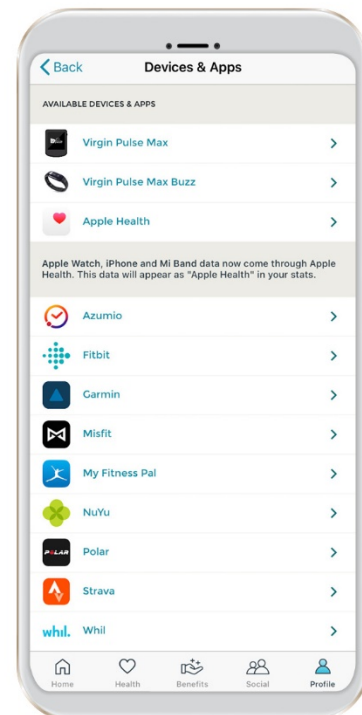 Back Devices & Apps
AVAILABLE DEVICES & APPS
Virgin Pulse Max
Virgin Pulse Max Buzz
Apple Health
Apple Watch, iPhone and Mi Band data now come through Apple
Health. This data will appear as "Apple Health" in your stats.
Azumio
Fitbit
Garmin
Misfit
My Fitness Pal
NuYu
POLAR Polar
Strava
whil. Whil
Home Health Benefits Social Profile